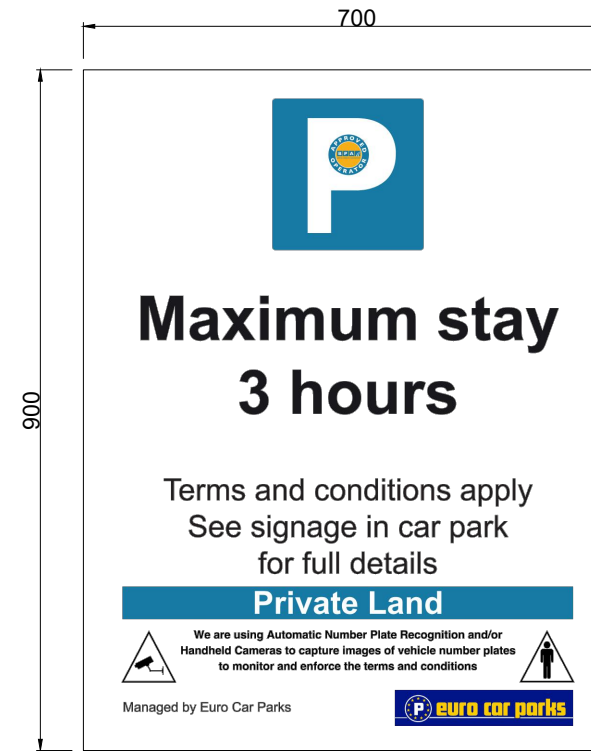 700
900
APPROVED
BPA
OPERATOR
P
Maximum stay
3 hours
Terms and conditions apply
See signage in car park
for full details
Private Land
We are using Automatic Number Plate Recognition and/or
Handheld Cameras to capture images of vehicle number plates
to monitor and enforce the terms and conditions
Managed by Euro Car Parks
P euro car parks